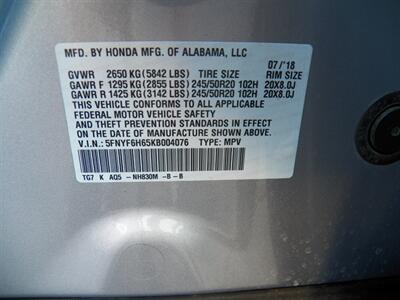 MFD. BY HONDA MFG. OF ALABAMA, LLC 07/'18
GVWR 2650 KG(5842 LBS) TIRE SIZE RIM SIZE
GAWR F 1295 KG(2855 LBS)245/50R20 102H 20X8.0J
GAWR R 1425 KG(3142 LBS)245/50R20 102H 20X8.0J
THIS VEHICLE CONFORMS TO ALL APPLICABLE
FEDERAL MOTOR VEHICLE SAFETY
AND THEFT PREVENTION STANDARDS IN EFFECT
ON THE DATE OF MANUFACTURE SHOWN ABOVE.
V.I.N.: 5FNYF6H65KB004076 TYPE: MPV
TG7 K AQ5 -NH830M -B -B